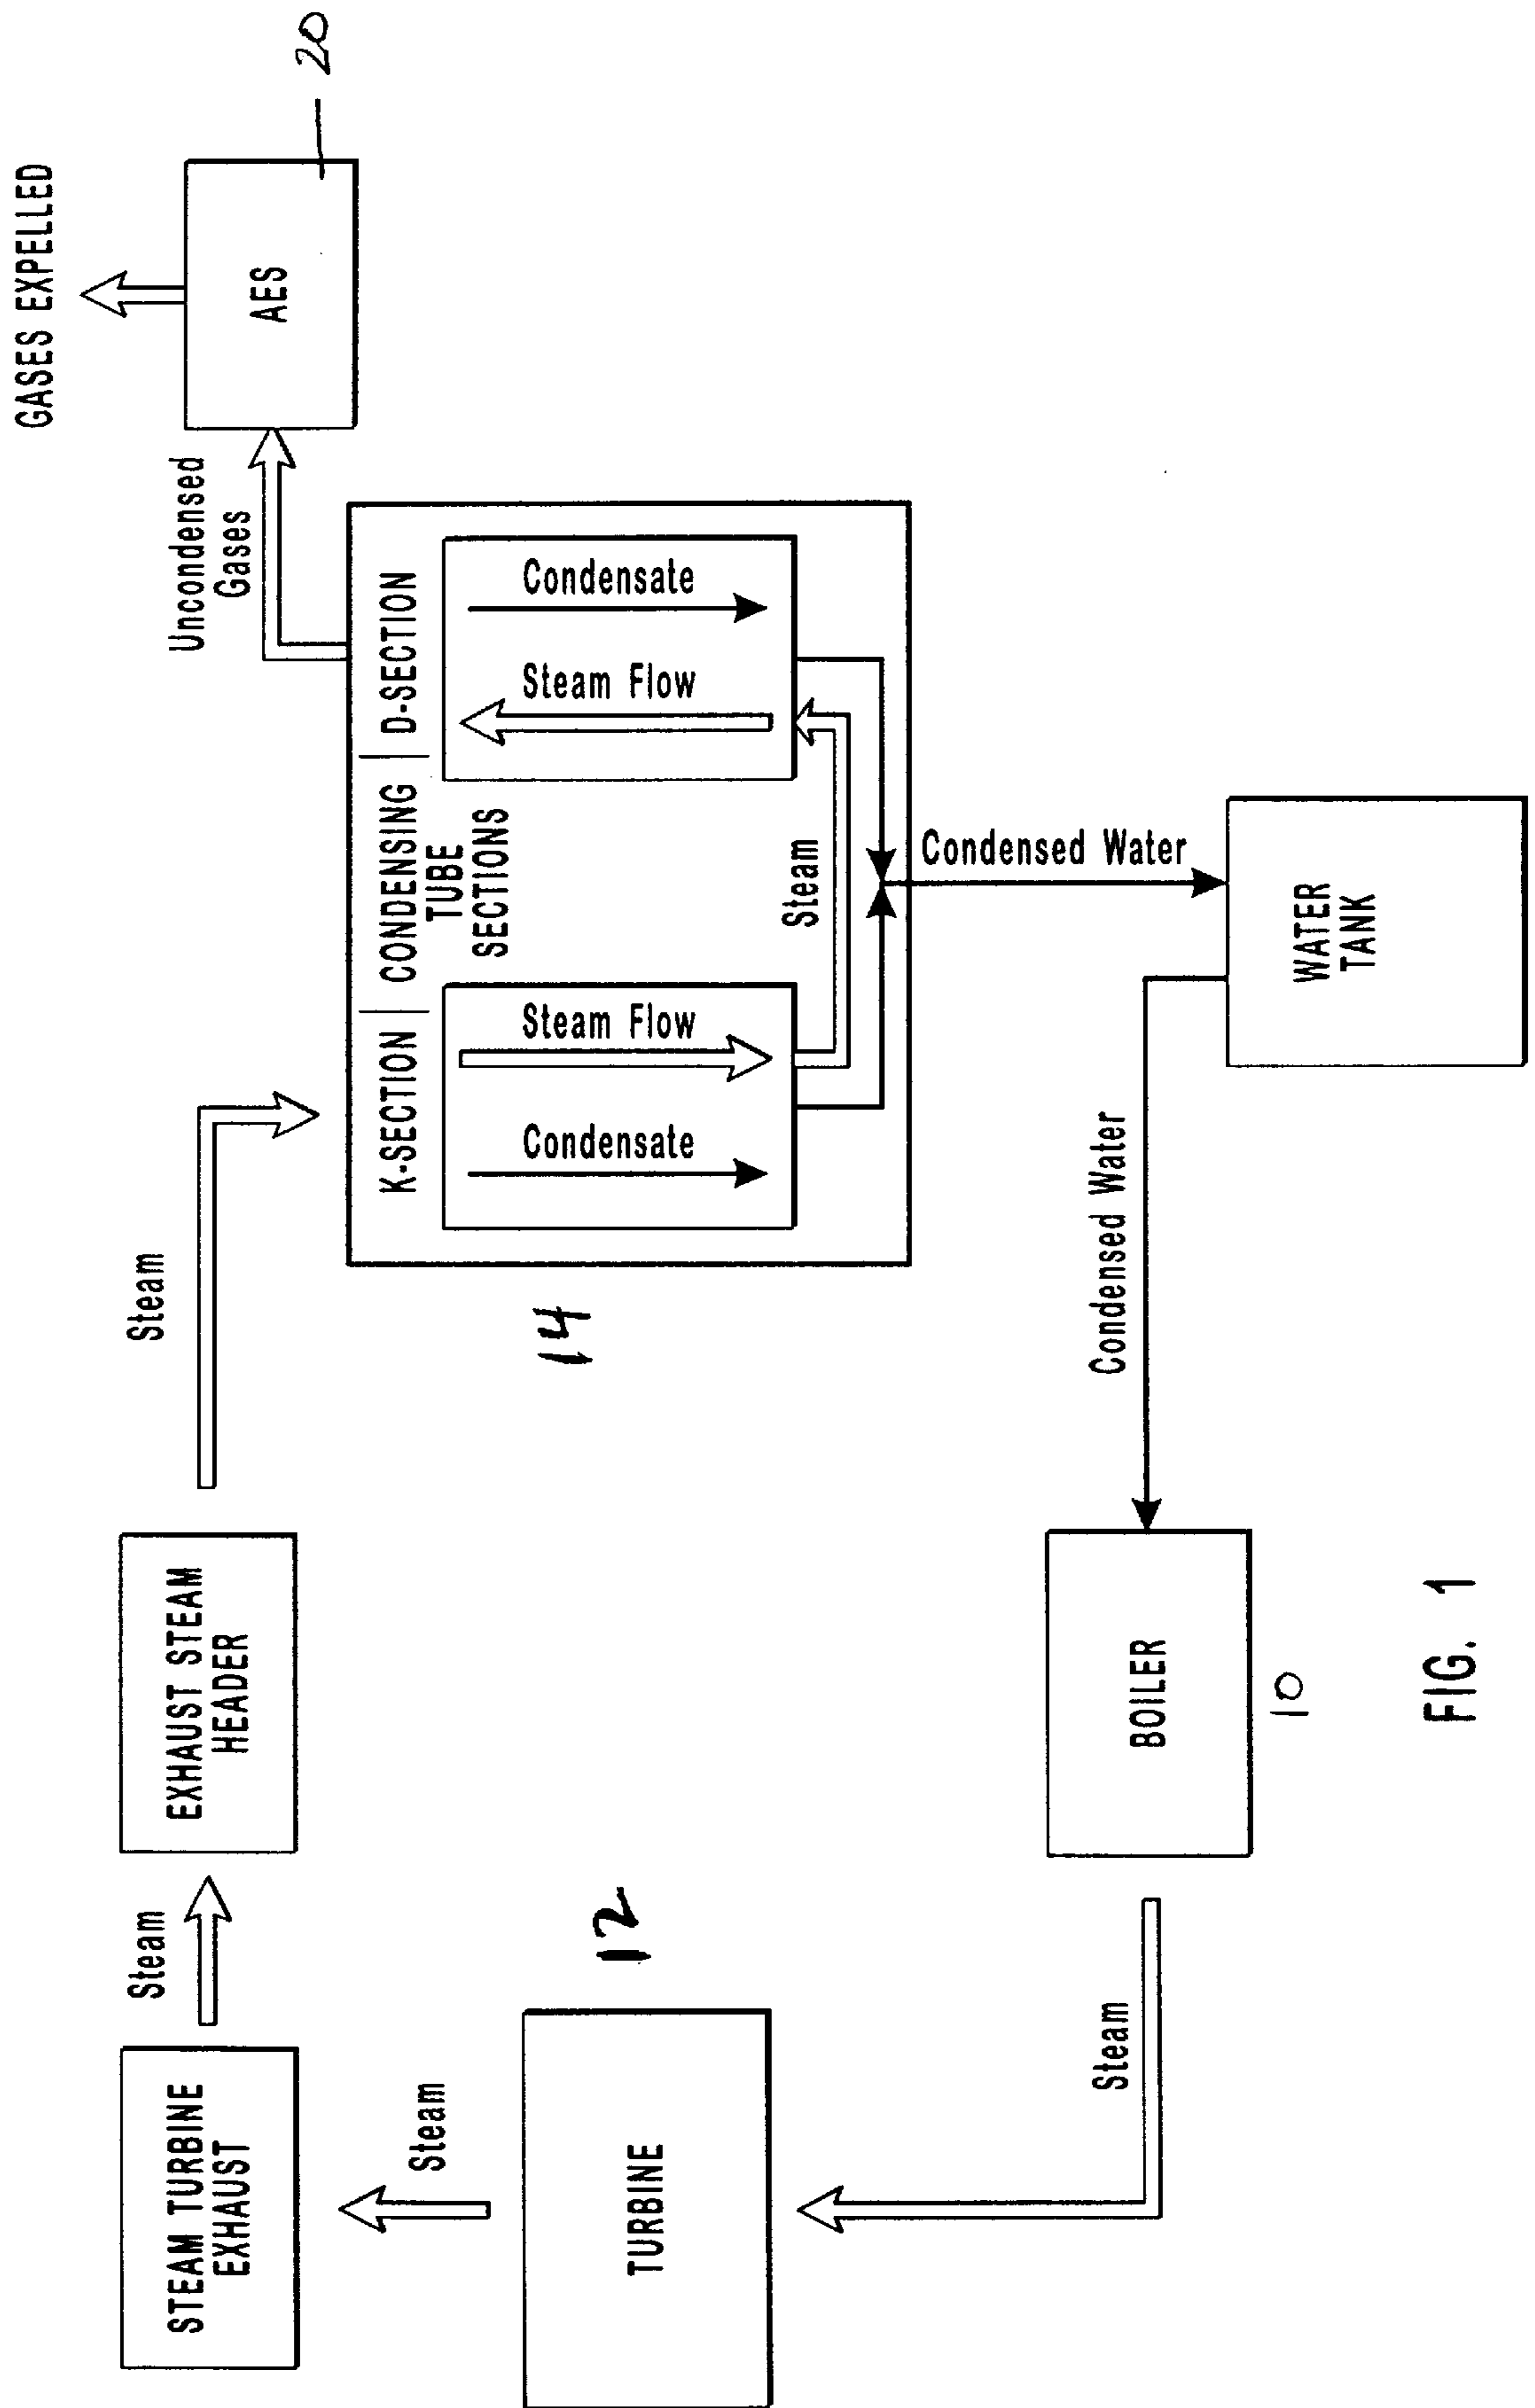 STEAM TURBINE
EXHAUST
Steam
EXHAUST STEAM
HEADER
Steam
GASES EXPELLED
Uncondensed
Gases
AES
20
Steam
TURBINE
12
14
K-SECTION
CONDENSING
TUBE
SECTIONS
D-SECTION
Condensate
Steam Flow
Steam Flow
Condensate
Steam
Condensed Water
WATER
TANK
Condensed Water
BOILER
10
Steam
FIG. 1